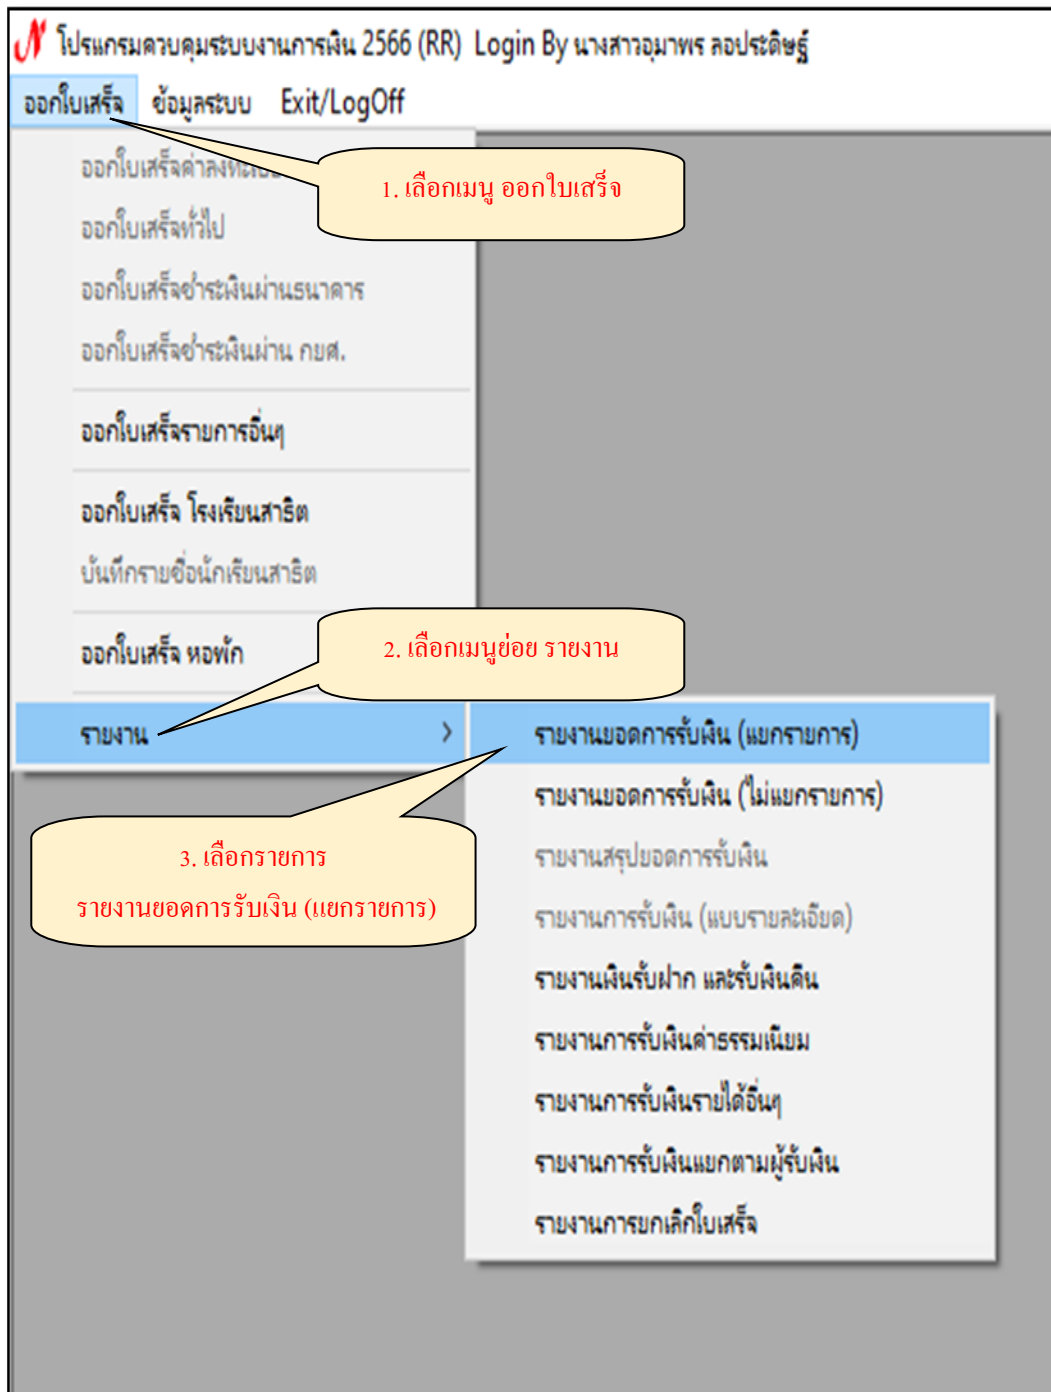 โปรแกรมควบคุมระบบงานการเงิน 2566 (RR) Login By นางสาวอุมาพร ลอประดิษฐ์
ออกใบเสร็จ ข้อมูลระบบ Exit/LogOff
ออกใบเสร็จค่าลงทะเบียน
1. เลือกเมนู ออกใบเสร็จ
ออกใบเสร็จทั่วไป
ออกใบเสร็จชำระเงินผ่านธนาคาร
ออกใบเสร็จชำระเงินผ่าน กยศ.
ออกใบเสร็จรายการอื่นๆ
ออกใบเสร็จ โรงเรียนสาธิต
บันทึกรายชื่อนักเรียนสาธิต
2. เลือกเมนูย่อย รายงาน
ออกใบเสร็จ หอพัก
รายงาน >
รายงานยอดการรับเงิน (แยกรายการ)
รายงานยอดการรับเงิน (ไม่แยกรายการ)
3. เลือกรายการ
รายงานยอดการรับเงิน (แยกรายการ)
รายงานสรุปยอดการรับเงิน
รายงานการรับเงิน (แบบรายละเอียด)
รายงานเงินรับฝาก และรับเงินคืน
รายงานการรับเงินค่าธรรมเนียม
รายงานการรับเงินรายได้อื่นๆ
รายงานการรับเงินแยกตามผู้รับเงิน
รายงานการยกเลิกใบเสร็จ